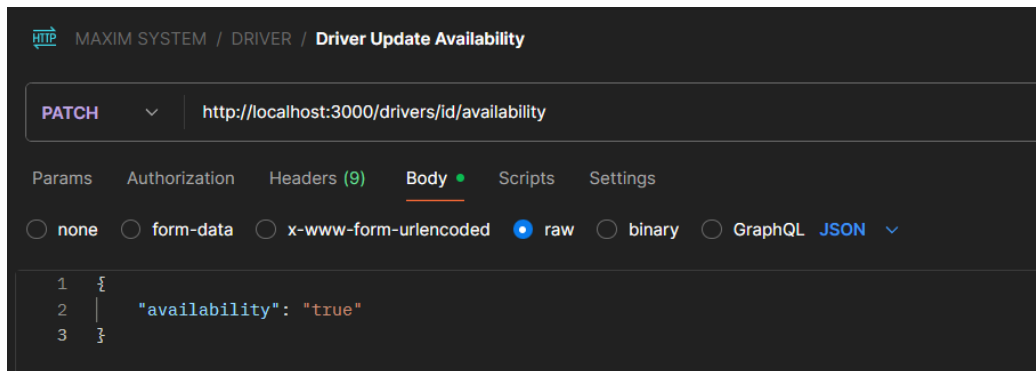 HTTP MAXIM SYSTEM / DRIVER / Driver Update Availability
PATCH http://localhost:3000/drivers/id/availability
Params Authorization Headers (9) Body Scripts Settings
none form-data x-www-form-urlencoded raw binary GraphQL JSON
1 {
2 "availability": "true"
3 }